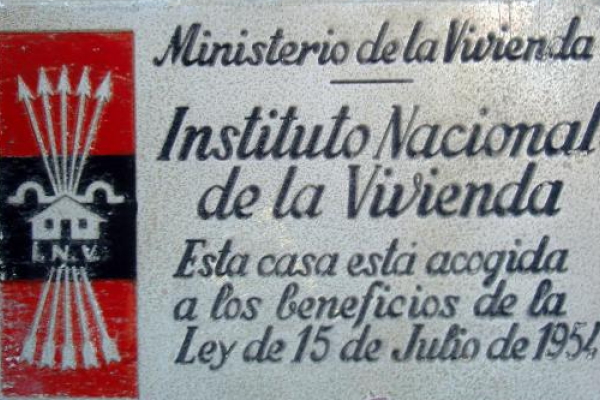 Ministerio de la Vivienda
Instituto Nacional
de la Vivienda
I.N.V.
Esta casa está acogida
a los beneficios de la
Ley de 15 de Julio de 1954